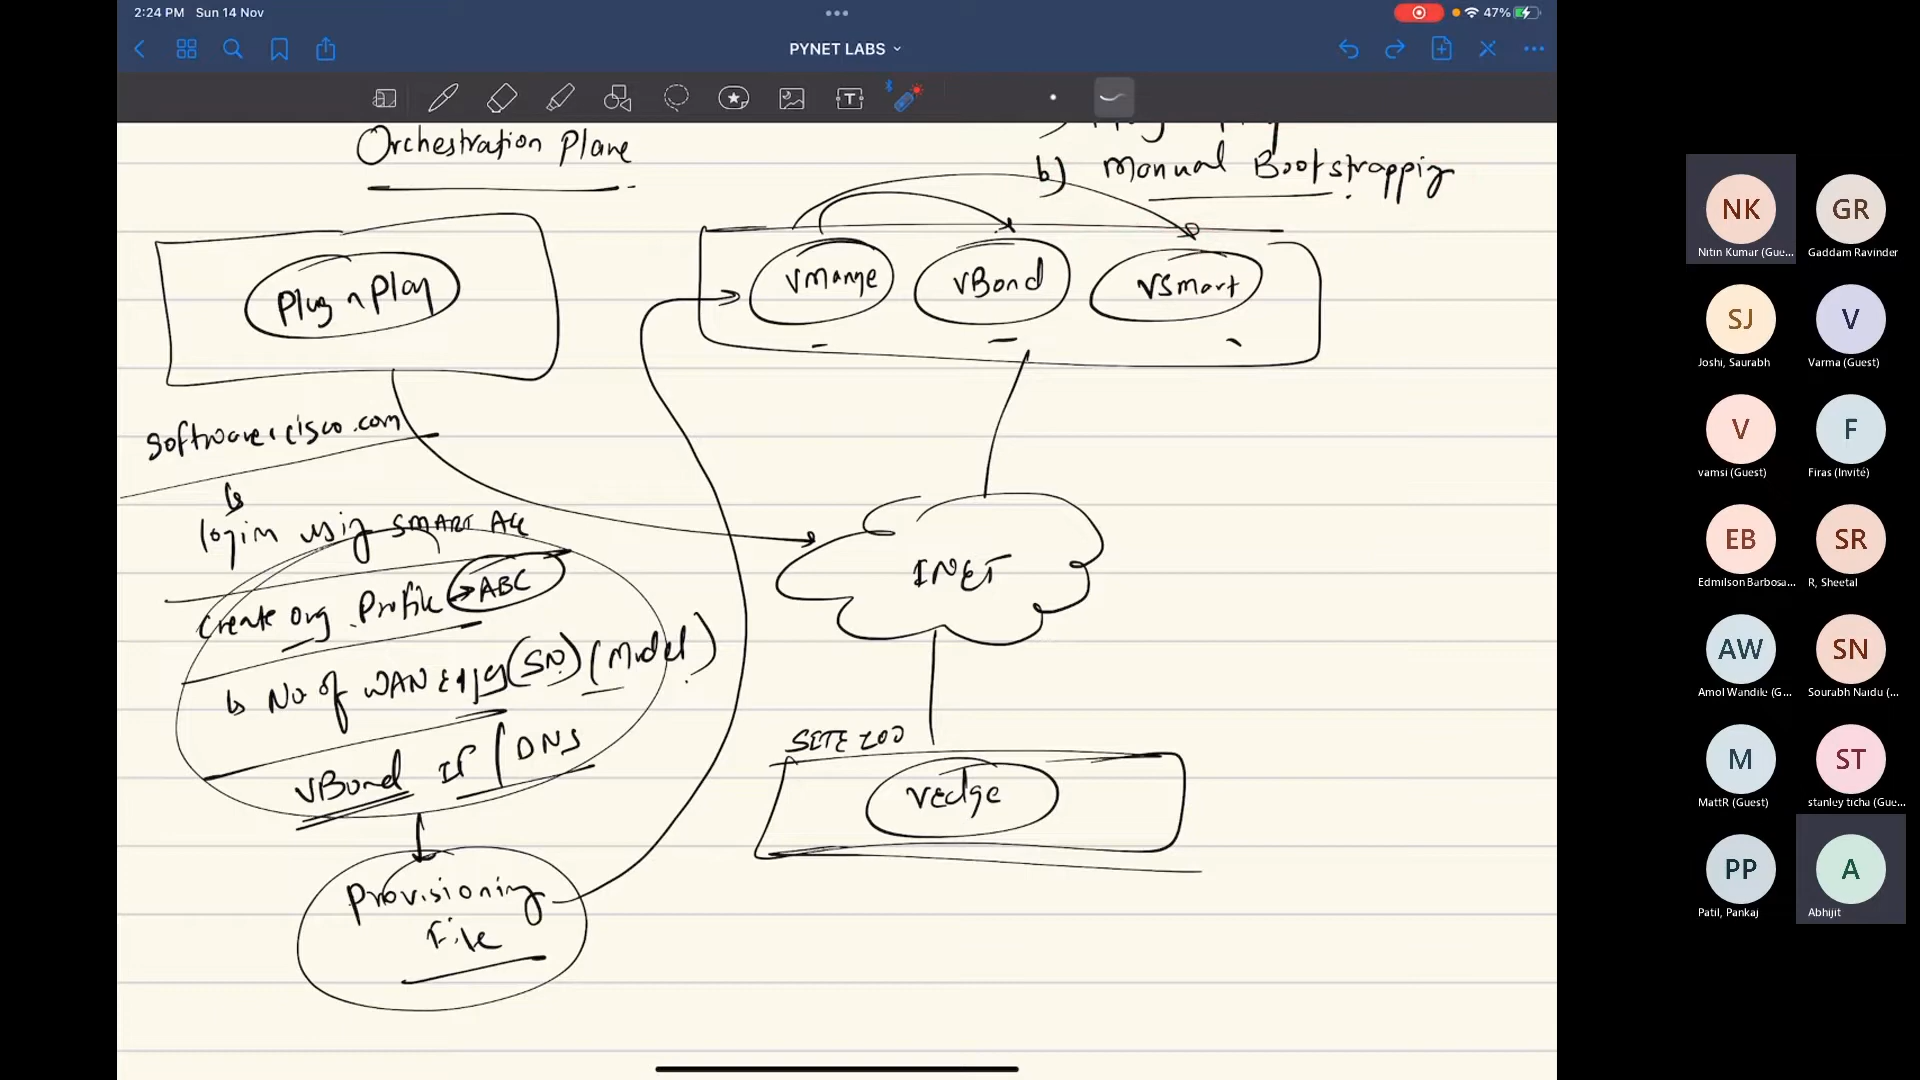 2:24 PM Sun 14 Nov
47%
PYNET LABS
Orchestration Plane
b) Manual Bootstrapping
Plug n Play
vManage
vBond
vSmart
software.cisco.com
login using SMART
create org. Profile → ABC
No. of WAN Edges (SN) (Model)
vBond IP / DNS
Provisioning
File
INET
SITE 200
vEdge
NK
Nitin Kumar (Gue...
GR
Gaddam Ravinder
SJ
Joshi, Saurabh
V
Varma (Guest)
V
vamsi (Guest)
F
Firas (Invité)
EB
Edmilson Barbosa...
SR
R, Sheetal
AW
Amol Wandile (G...
SN
Sourabh Naidu (...
M
MattR (Guest)
ST
stanley ticha (Gue...
PP
Patil, Pankaj
A
Abhijit